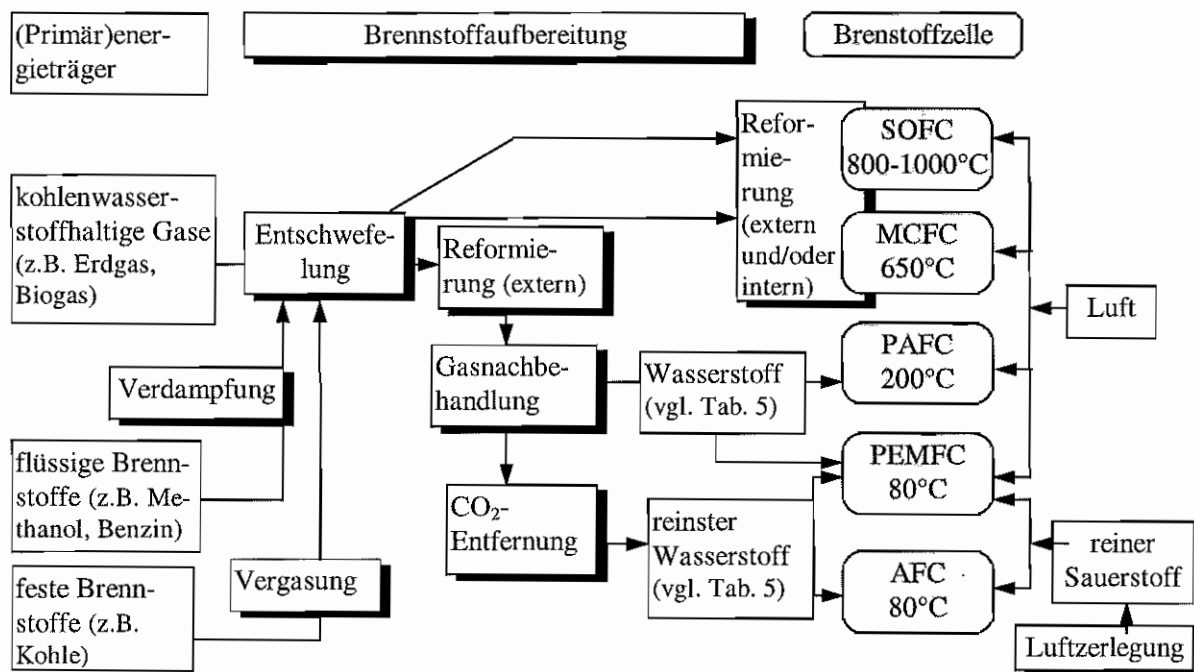 (Primär)ener-
gieträger
Brennstoffaufbereitung
Brenstoffzelle
kohlenwasser-
stoffhaltige Gase
(z.B. Erdgas,
Biogas)
Entschwefe-
lung
Reformie-
rung (extern)
Refor-
mie-
rung
(extern
und/oder
intern)
SOFC
800-1000°C
MCFC
650°C
Luft
Verdampfung
Gasnachbe-
handlung
Wasserstoff
(vgl. Tab. 5)
PAFC
200°C
flüssige Brenn-
stoffe (z.B. Me-
thanol, Benzin)
CO₂-
Entfernung
reinster
Wasserstoff
(vgl. Tab. 5)
PEMFC
80°C
feste Brenn-
stoffe (z.B.
Kohle)
Vergasung
AFC
80°C
reiner
Sauerstoff
Luftzerlegung